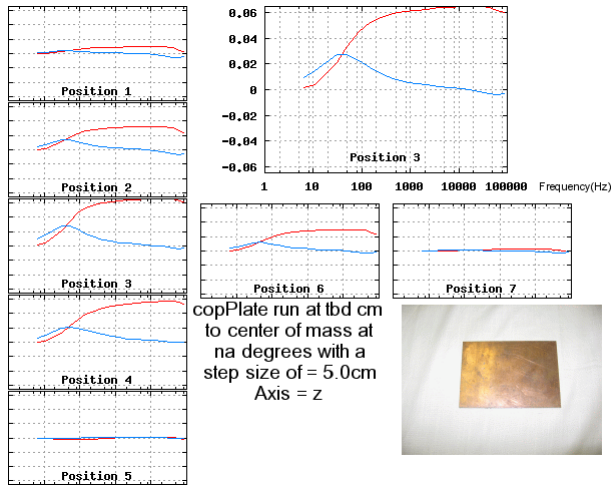 Position 1
Position 2
Position 3
Position 4
Position 5
0.06
0.04
0.02
0
-0.02
-0.04
-0.06
Position 3
1 10 100 1000 10000 100000 Frequency(Hz)
Position 6
Position 7
copPlate run at tbd cm
to center of mass at
na degrees with a
step size of = 5.0cm
Axis = z